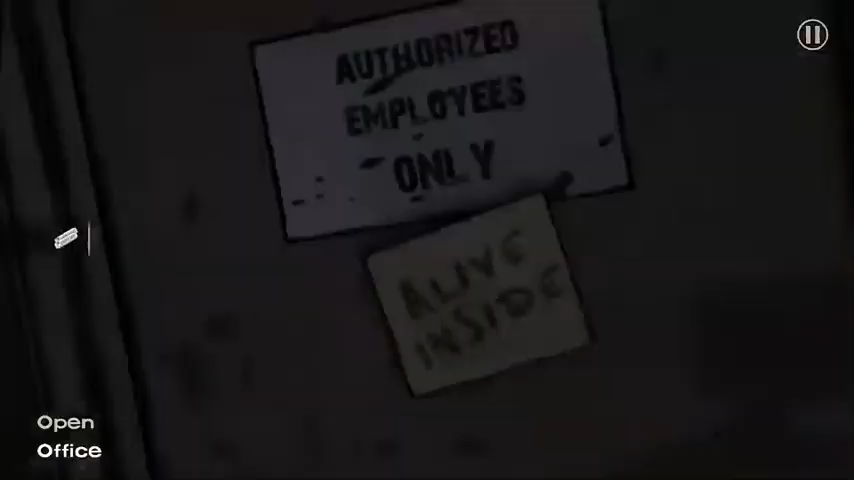 AUTHORIZED
EMPLOYEES
ONLY
ALIVE
INSIDE
Open
Office